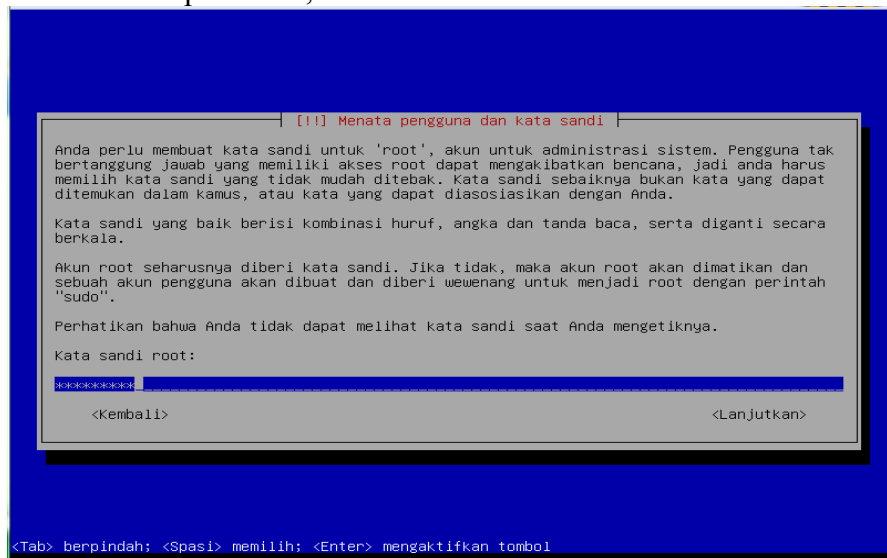 [!!] Menata pengguna dan kata sandi
Anda perlu membuat kata sandi untuk 'root', akun untuk administrasi sistem. Pengguna tak
bertanggung jawab yang memiliki akses root dapat mengakibatkan bencana, jadi anda harus
memilih kata sandi yang tidak mudah ditebak. Kata sandi sebaiknya bukan kata yang dapat
ditemukan dalam kamus, atau kata yang dapat diasosiasikan dengan Anda.
Kata sandi yang baik berisi kombinasi huruf, angka dan tanda baca, serta diganti secara
berkala.
Akun root seharusnya diberi kata sandi. Jika tidak, maka akun root akan dimatikan dan
sebuah akun pengguna akan dibuat dan diberi wewenang untuk menjadi root dengan perintah
"sudo".
Perhatikan bahwa Anda tidak dapat melihat kata sandi saat Anda mengetiknya.
Kata sandi root:
*********
<Kembali> <Lanjutkan>
<Tab> berpindah; <Spasi> memilih; <Enter> mengaktifkan tombol